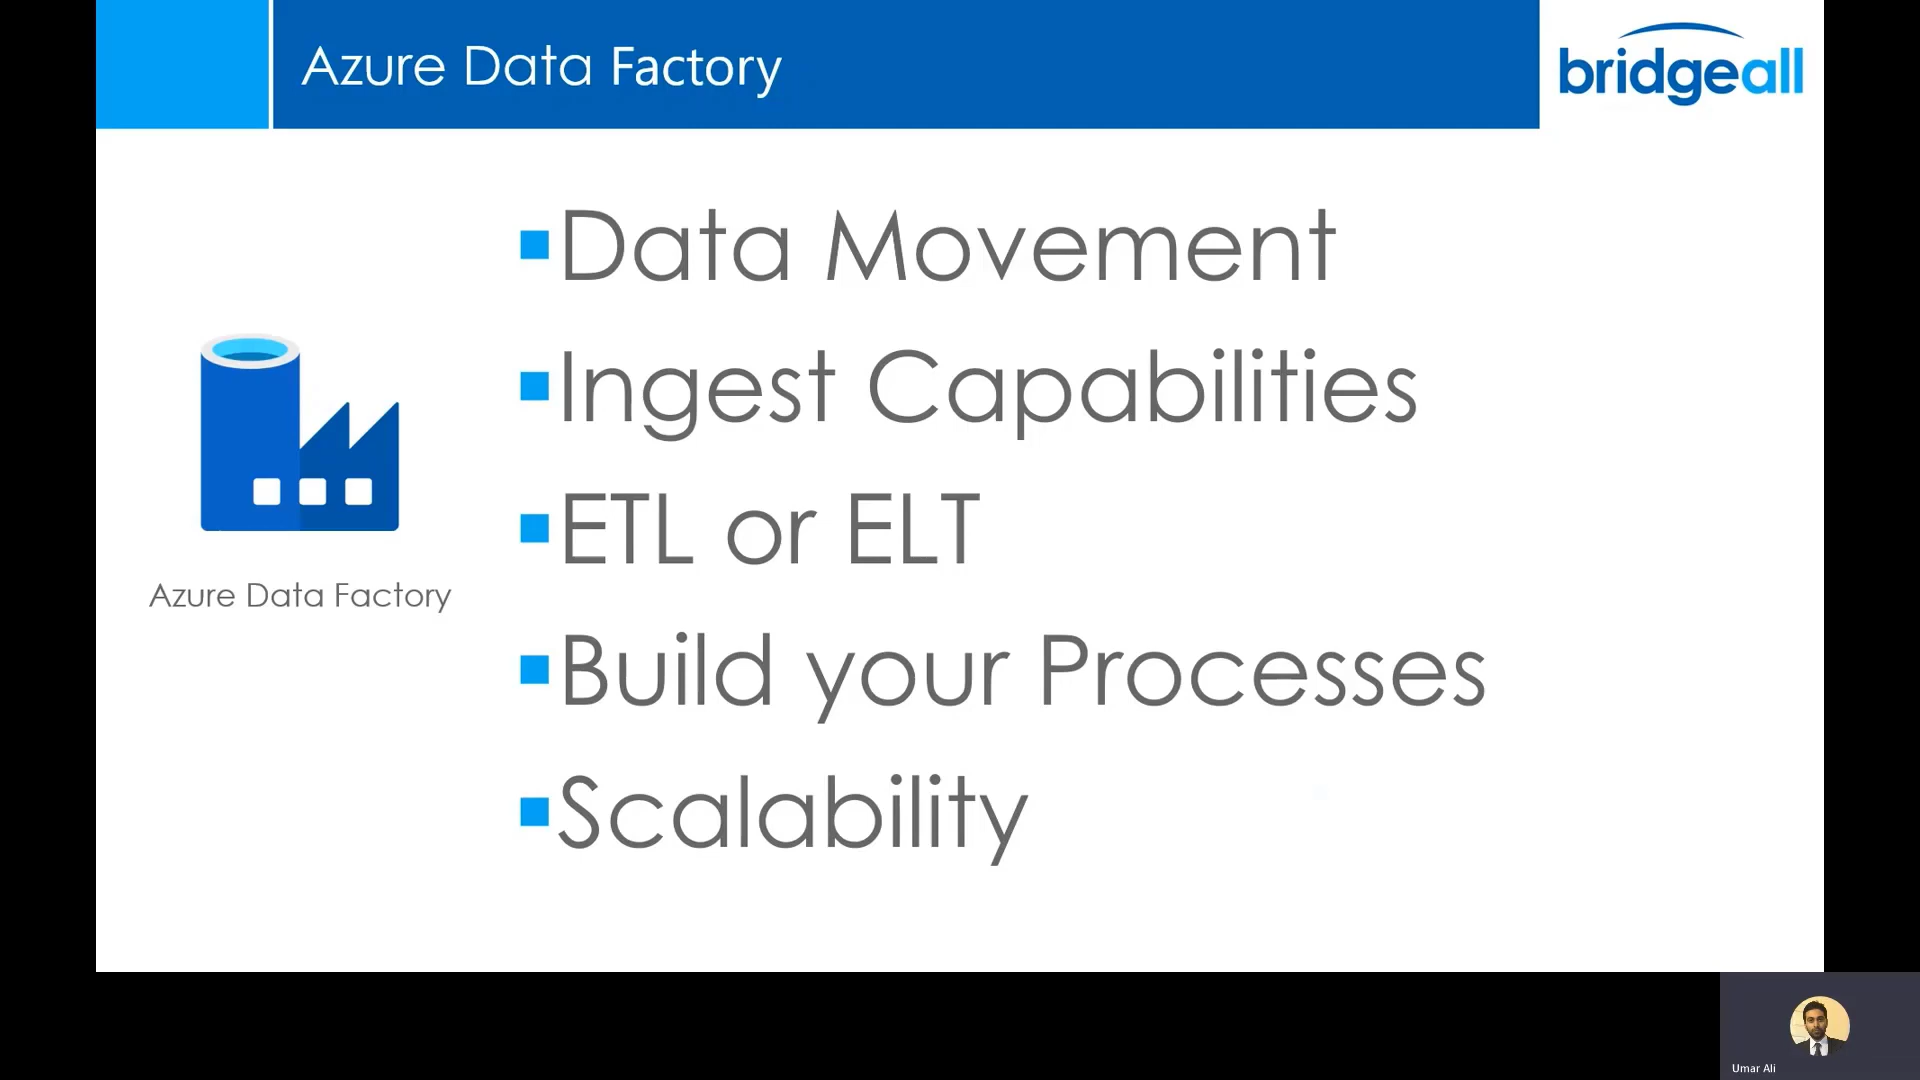 Azure Data Factory
bridgeall
Data Movement
Ingest Capabilities
ETL or ELT
Build your Processes
Scalability
Azure Data Factory
Umar Ali